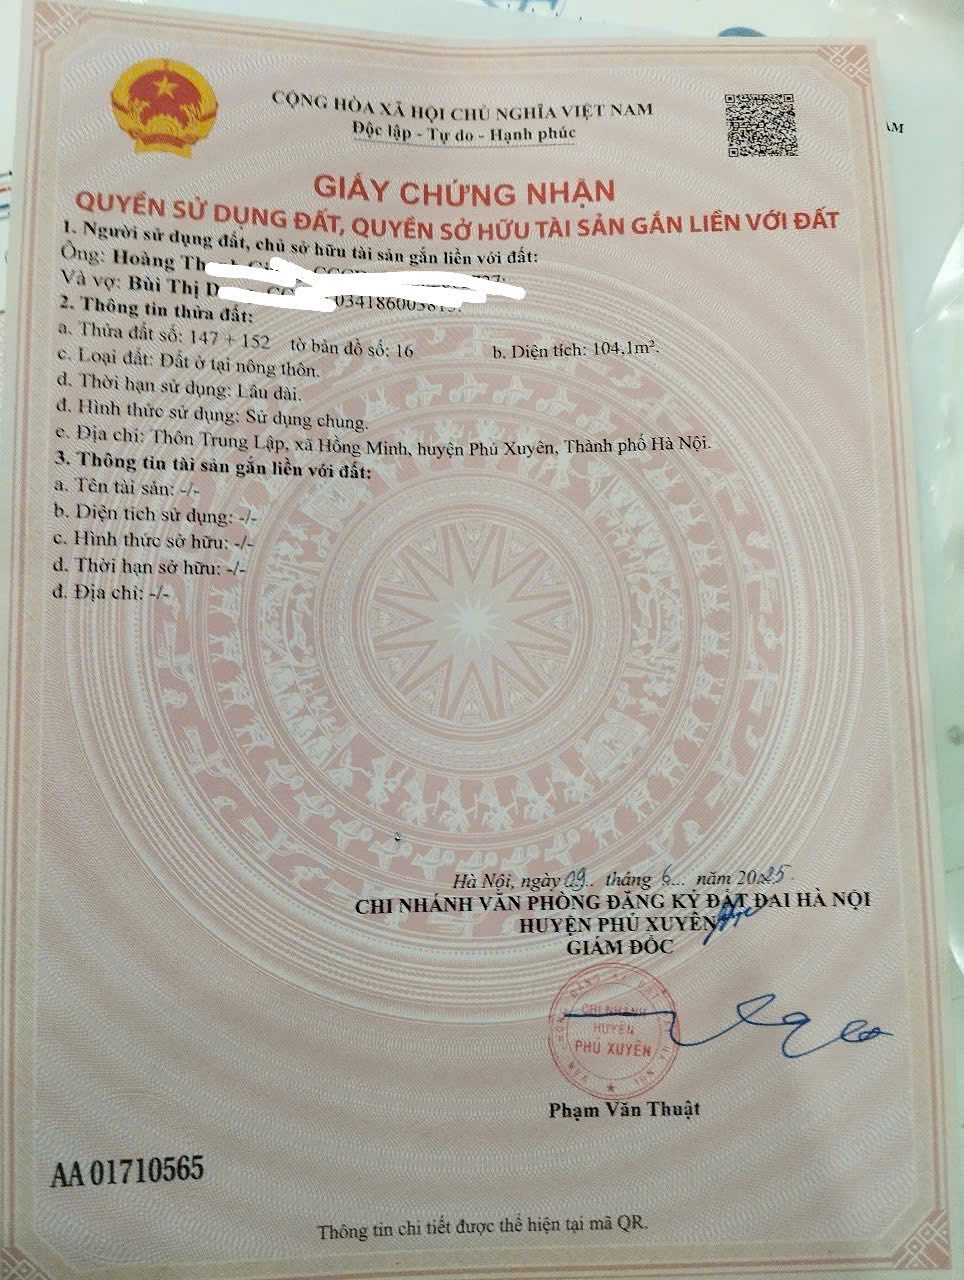 CỘNG HÒA XÃ HỘI CHỦ NGHĨA VIỆT NAM
Độc lập - Tự do - Hạnh phúc
AM
GIẤY CHỨNG NHẬN
QUYỀN SỬ DỤNG ĐẤT, QUYỀN SỞ HỮU TÀI SẢN GẮN LIỀN VỚI ĐẤT
1. Người sử dụng đất, chủ sở hữu tài sản gắn liền với đất:
Ông: Hoàng
Và vợ: Bùi Thị
2. Thông tin thửa đất:
a. Thửa đất số: 147 + 152 tờ bản đồ số: 16 b. Diện tích: 104,1m².
c. Loại đất: Đất ở tại nông thôn.
d. Thời hạn sử dụng: Lâu dài.
đ. Hình thức sử dụng: Sử dụng chung.
e. Địa chỉ: Thôn Trung Lập, xã Hồng Minh, huyện Phú Xuyên, Thành phố Hà Nội.
3. Thông tin tài sản gắn liền với đất:
a. Tên tài sản: -/-
b. Diện tích sử dụng: -/-
c. Hình thức sở hữu: -/-
d. Thời hạn sở hữu: -/-
đ. Địa chỉ: -/-
Hà Nội, ngày 09.. tháng 6... năm 2025.
CHI NHÁNH VĂN PHÒNG ĐĂNG KÝ ĐẤT ĐAI HÀ NỘI
HUYỆN PHÚ XUYÊN
GIÁM ĐỐC
CHI NHÁNH
HUYỆN
PHÚ XUYÊN
Phạm Văn Thuật
AA 01710565
Thông tin chi tiết được thể hiện tại mã QR.